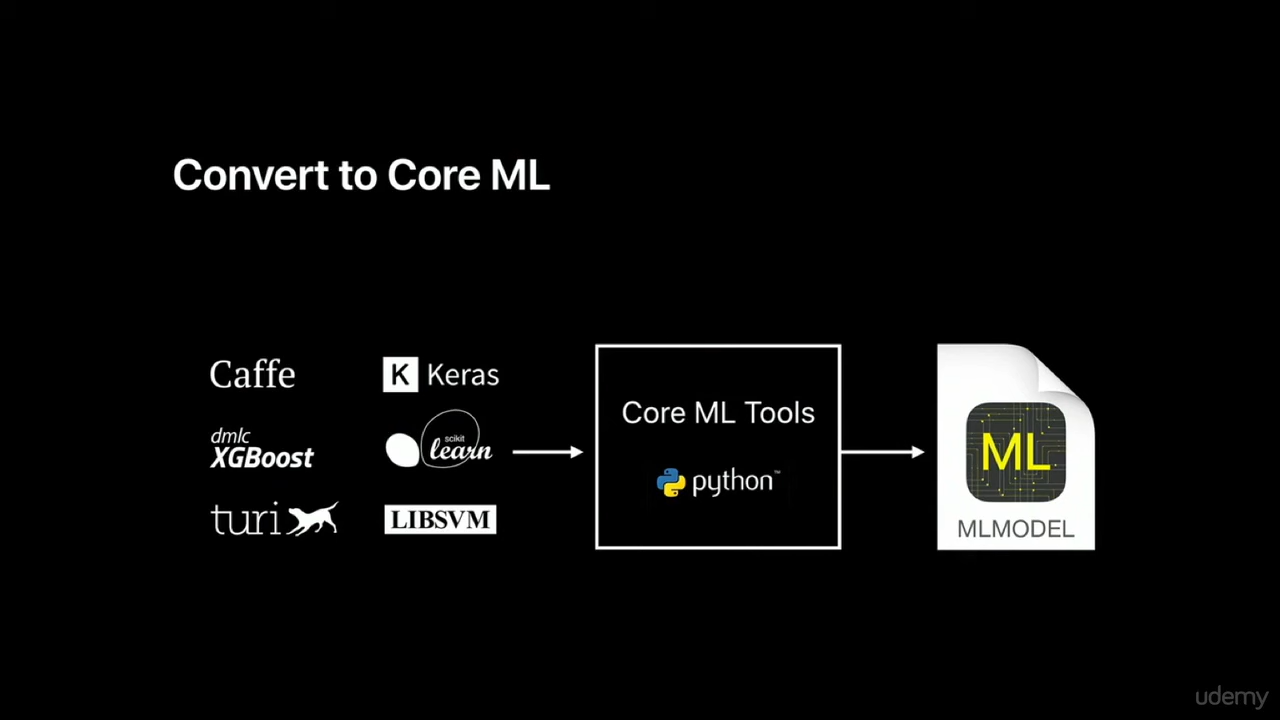 Convert to Core ML
Caffe
K Keras
dmlc
XGBoost
scikit
learn
turi
LIBSVM
Core ML Tools
python™
ML
MLMODEL
udemy